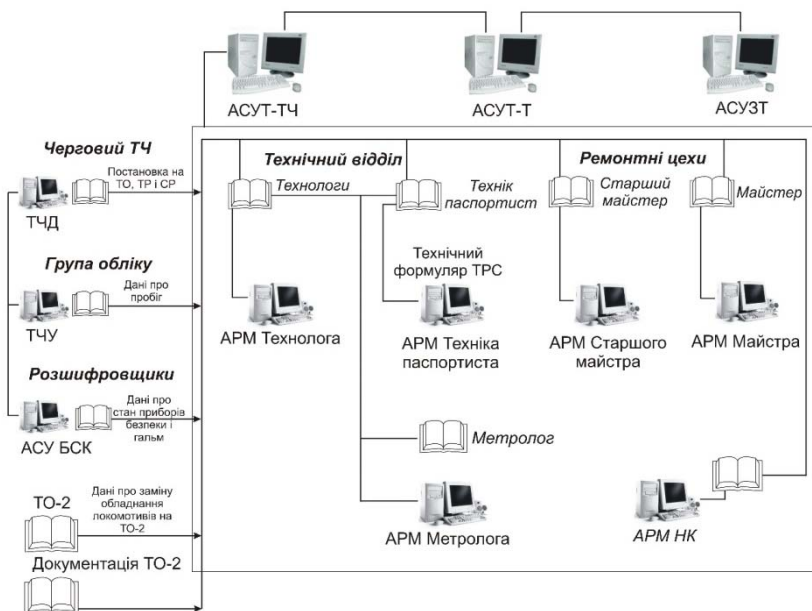 АСУТ-ТЧ
АСУТ-Т
АСУЗТ
Черговий ТЧ
Постановка на
ТО, ТР і СР
ТЧД
Група обліку
Дані про
пробіг
ТЧУ
Розшифровщики
Дані про
стан приборів
безпеки і
гальм
АСУ БСК
ТО-2
Дані про заміну
обладнання
локомотивів на
ТО-2
Документація ТО-2
Технічний відділ
Технологи
Технік
паспортист
Ремонтні цехи
Старший
майстер
Майстер
Технічний
формуляр ТРС
АРМ Технолога
АРМ Техніка
паспортиста
АРМ Старшого
майстра
АРМ Майстра
Метролог
АРМ Метролога
АРМ НК